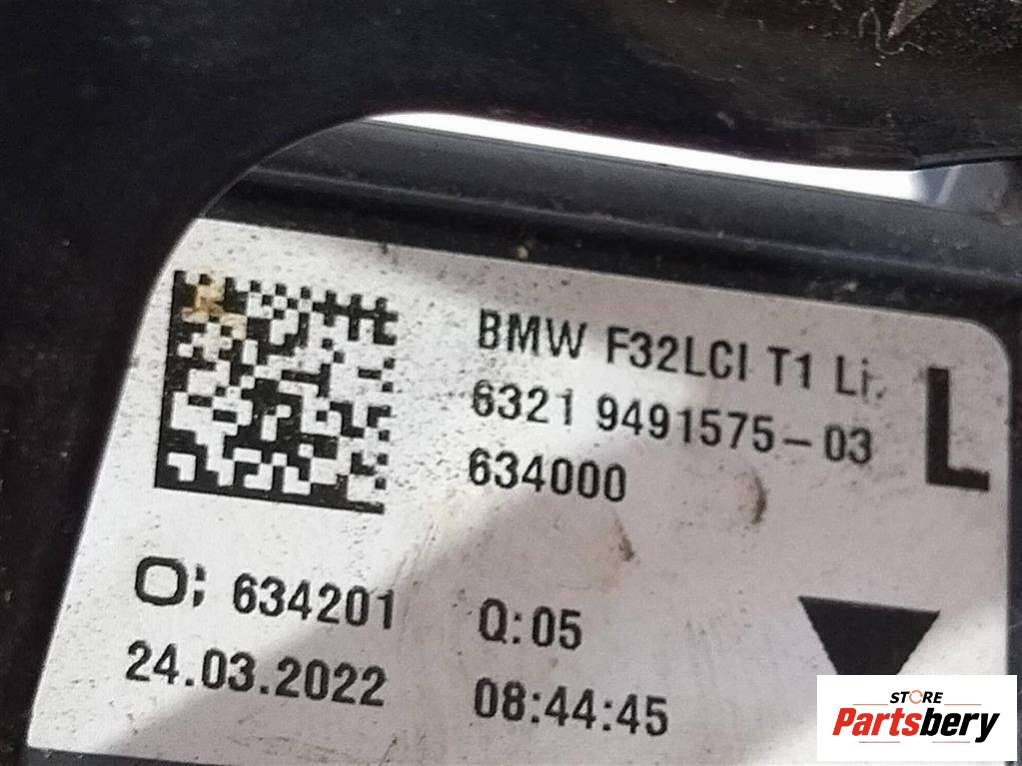 BMW F32LCI T1 Li.
6321 9491575-03
634000
L
O; 634201 Q:05
24.03.2022 08:44:45
STORE
Partsbery